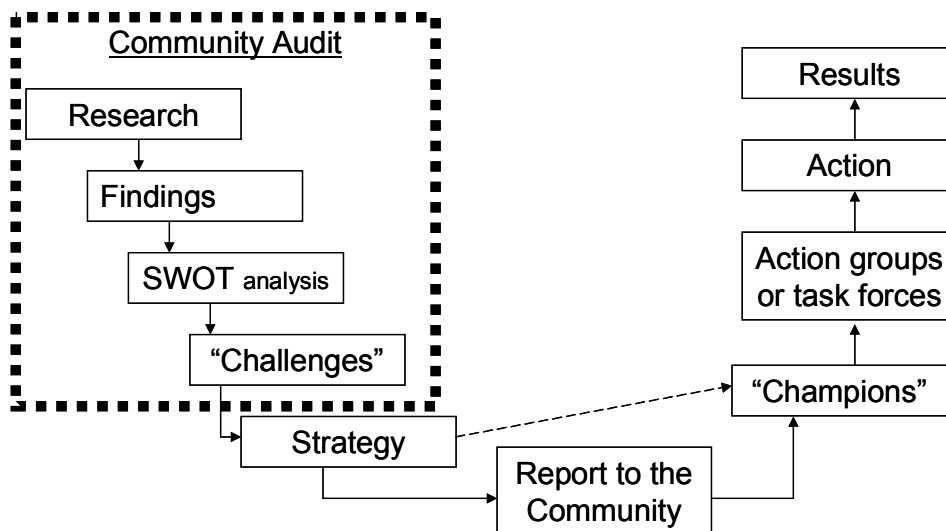 Community Audit
Research
Findings
SWOT analysis
“Challenges”
Strategy
Report to the
Community
“Champions”
Action groups
or task forces
Action
Results